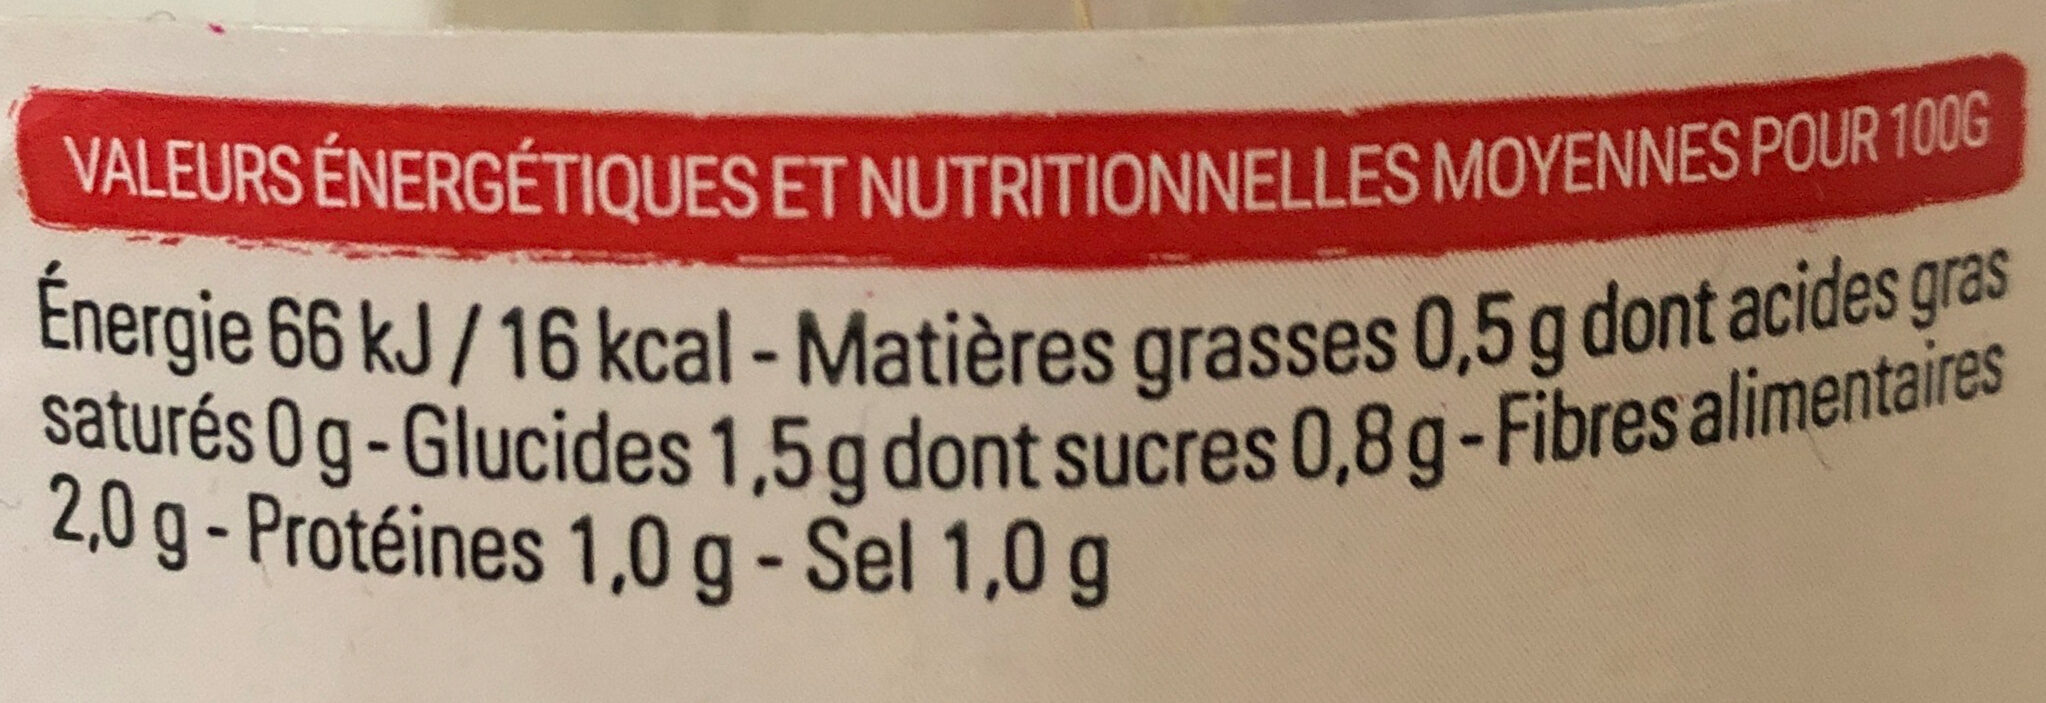 VALEURS ÉNERGÉTIQUES ET NUTRITIONNELLES MOYENNES POUR 100G
Énergie 66 kJ / 16 kcal - Matières grasses 0,5 g dont acides gras
saturés 0 g - Glucides 1,5 g dont sucres 0,8 g - Fibres alimentaires
2,0 g - Protéines 1,0 g - Sel 1,0 g